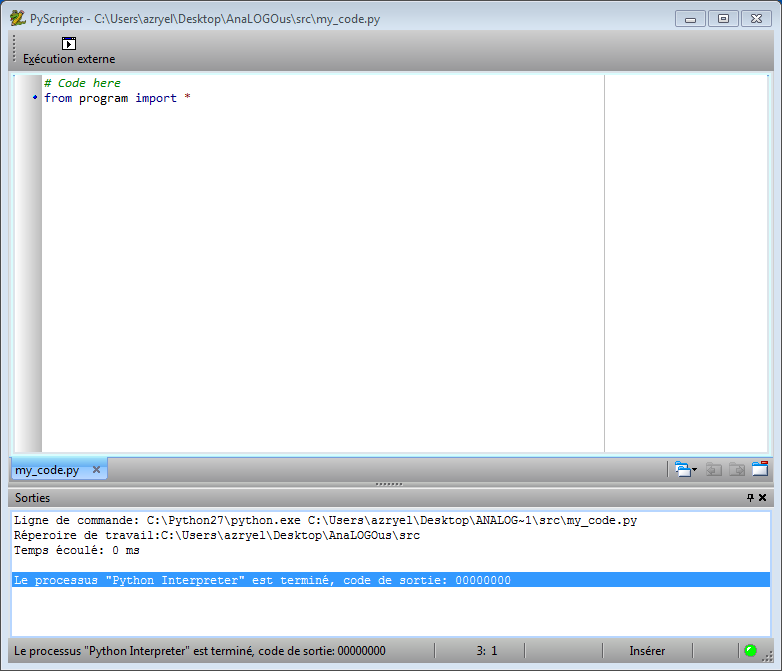 PyScripter - C:\Users\azryel\Desktop\AnaLOGOus\src\my_code.py
Exécution externe
# Code here
from program import *
my_code.py
Sorties
Ligne de commande: C:\Python27\python.exe C:\Users\azryel\Desktop\ANALOG~1\src\my_code.py
Réperoire de travail:C:\Users\azryel\Desktop\AnaLOGOus\src
Temps écoulé: 0 ms
Le processus "Python Interpreter" est terminé, code de sortie: 00000000
Le processus "Python Interpreter" est terminé, code de sortie: 00000000 3: 1 Insérer